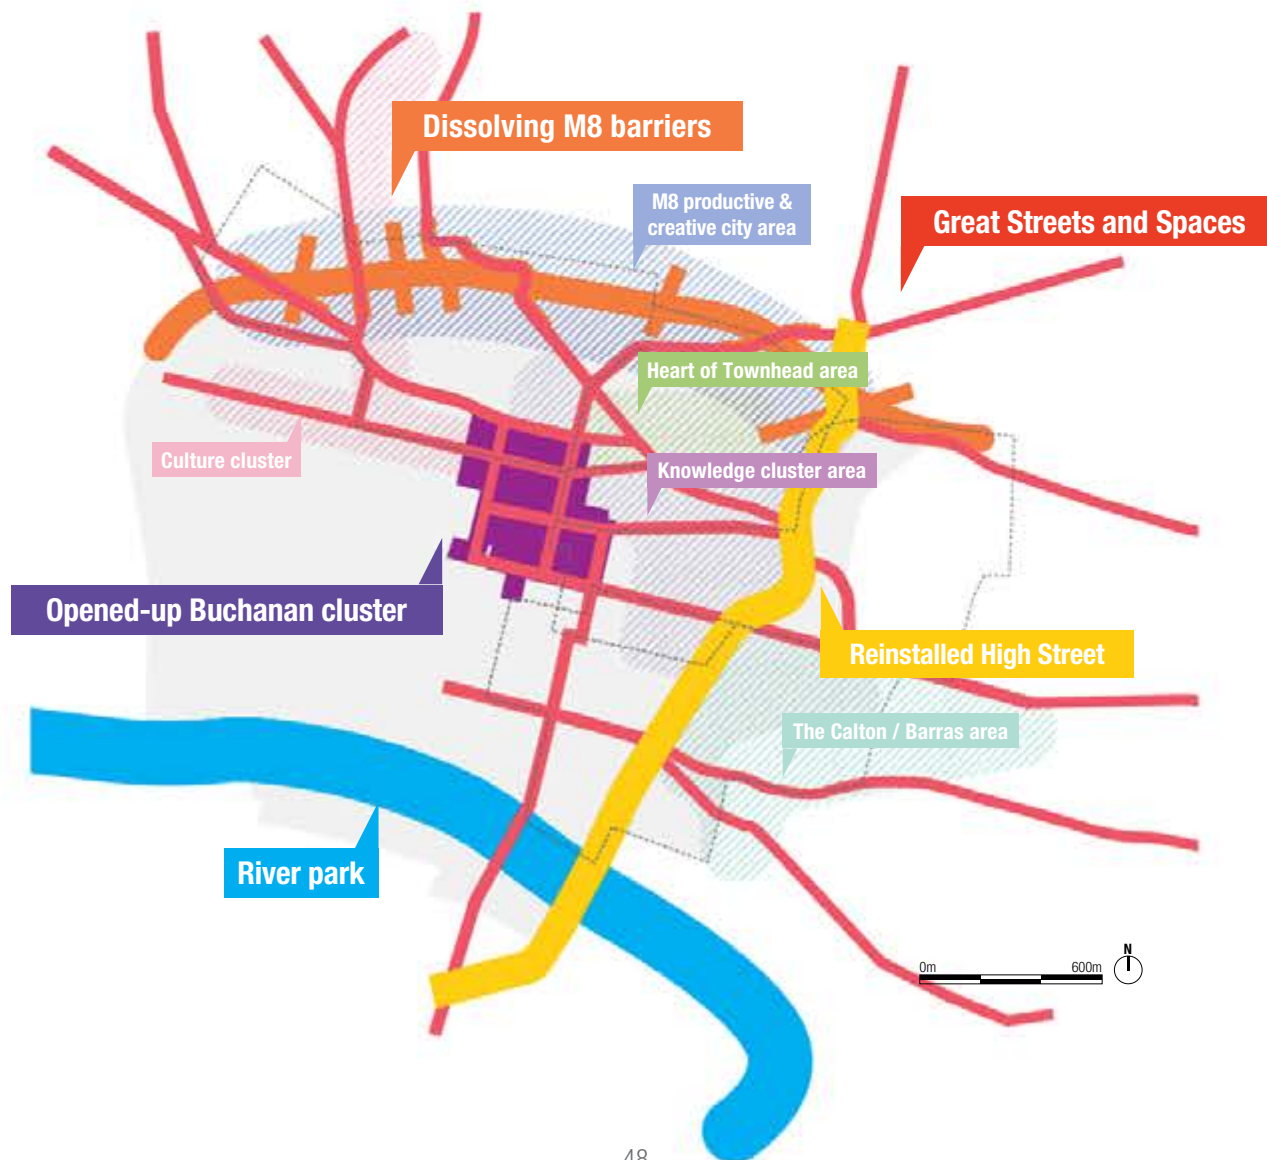 Dissolving M8 barriers
M8 productive &
creative city area
Great Streets and Spaces
Heart of Townhead area
Culture cluster
Knowledge cluster area
Opened-up Buchanan cluster
Reinstalled High Street
The Calton / Barras area
River park
N
0m
600m
48